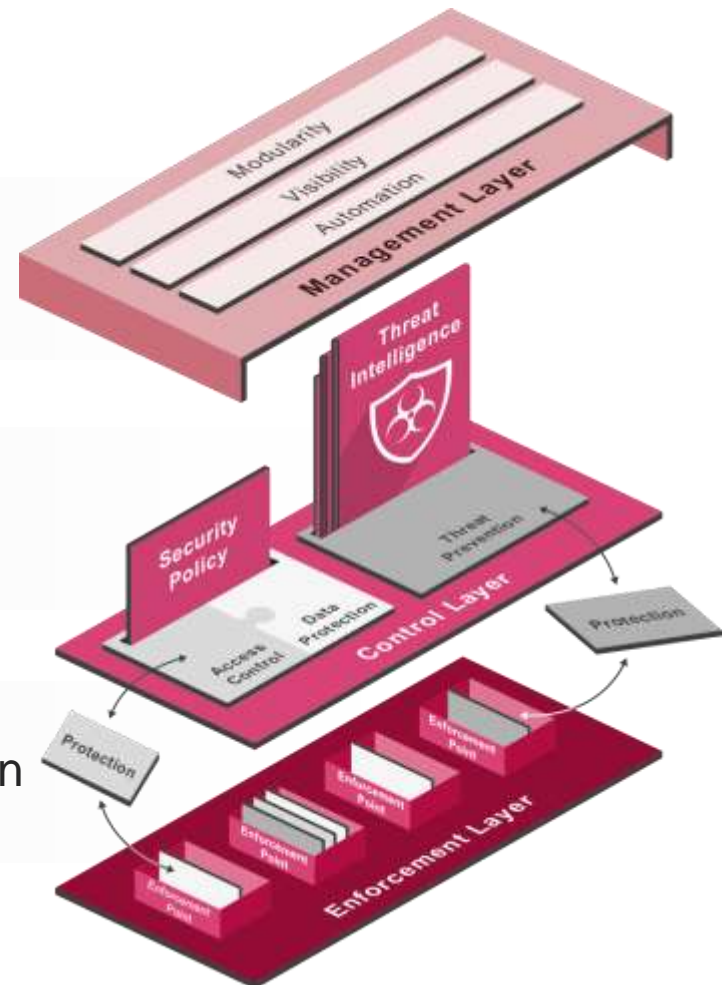 Modularity
Visibility
Automation
Management Layer
Threat
Intelligence
Security
Policy
Threat
Prevention
Data
Protection
Access
Control
Control Layer
Protection
Protection
n
Enforcement
Point
Enforcement
Point
Enforcement
Point
Enforcement
Point
Enforcement Layer